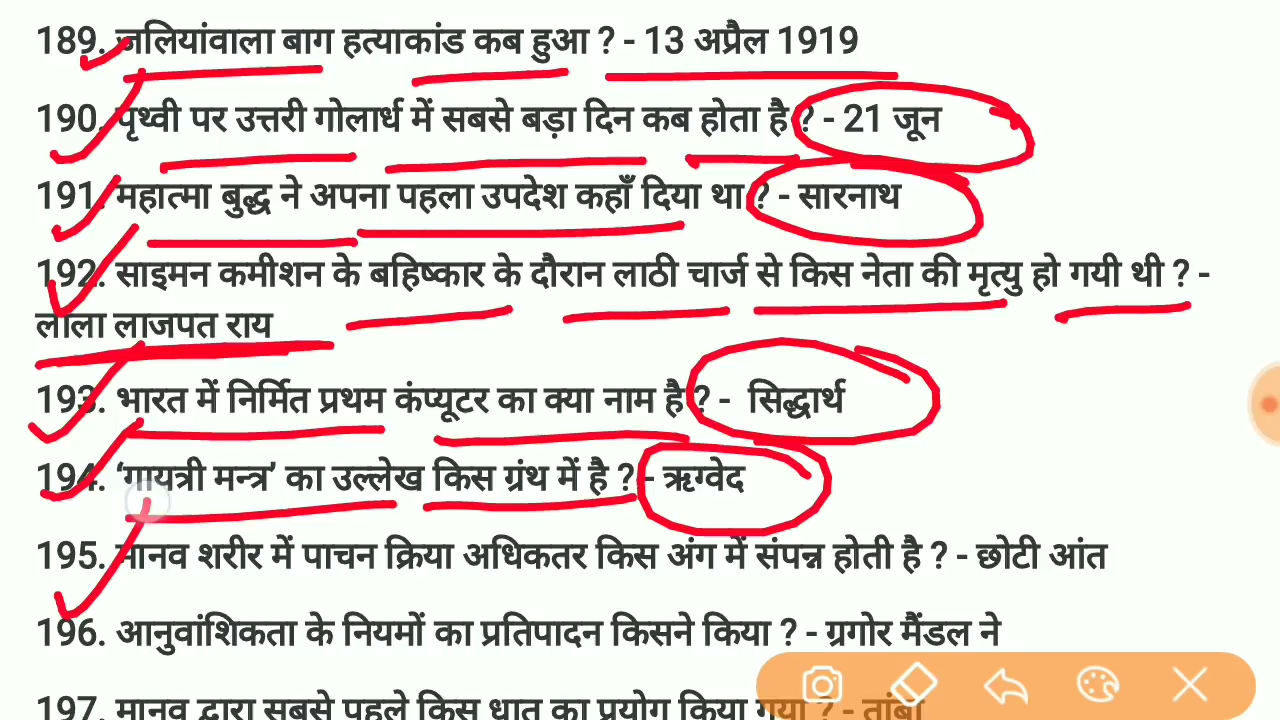 189. जलियांवाला बाग हत्याकांड कब हुआ ? - 13 अप्रैल 1919
190. पृथ्वी पर उत्तरी गोलार्ध में सबसे बड़ा दिन कब होता है ? - 21 जून
191. महात्मा बुद्ध ने अपना पहला उपदेश कहाँ दिया था ? - सारनाथ
192. साइमन कमीशन के बहिष्कार के दौरान लाठी चार्ज से किस नेता की मृत्यु हो गयी थी ? -
लाला लाजपत राय
193. भारत में निर्मित प्रथम कंप्यूटर का क्या नाम है ? - सिद्धार्थ
194. ‘गायत्री मन्त्र’ का उल्लेख किस ग्रंथ में है ? - ऋग्वेद
195. मानव शरीर में पाचन क्रिया अधिकतर किस अंग में संपन्न होती है ? - छोटी आंत
196. आनुवांशिकता के नियमों का प्रतिपादन किसने किया ? - ग्रगोर मैंडल ने
197. मानव द्वारा सबसे पहले किस धातु का प्रयोग किया गया ? - तांबा